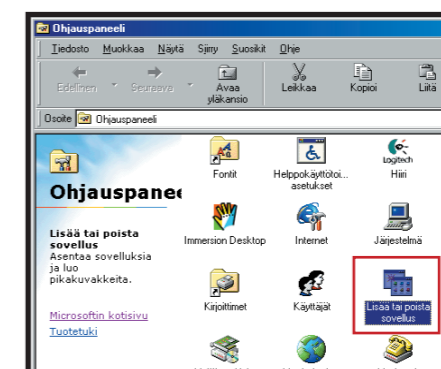 Ohjauspaneeli
Tiedosto Muokkaa Näytä Siirry Suosikit Ohje
Edellinen Seuraava Avaa yläkansio Leikkaa Kopioi Liitä
Osoite Ohjauspaneeli
Ohjauspane
Lisää tai poista
sovellus
Asentaa sovelluksia
ja luo
pikakuvakkeita.
Microsoftin kotisivu
Tuotetuki
Fontit
Helppokäyttötoi...
asetukset
Logitech
Hiiri
Immersion Desktop
Internet
Järjestelmä
Kirjoittimet
Käyttäjät
Lisää tai poista
sovellus